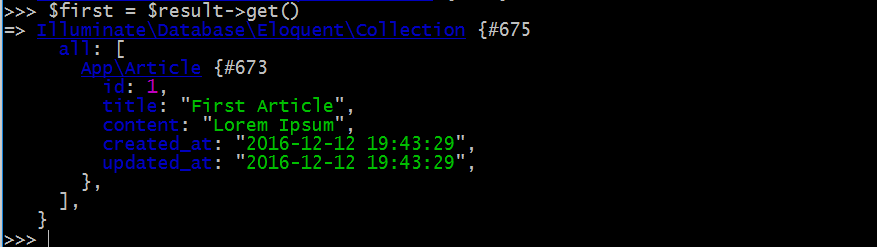 >>> $first = $result->get()
=> Illuminate\Database\Eloquent\Collection {#675
     all: [
       App\Article {#673
         id: 1,
         title: "First Article",
         content: "Lorem Ipsum",
         created_at: "2016-12-12 19:43:29",
         updated_at: "2016-12-12 19:43:29",
       },
     ],
   }
>>>